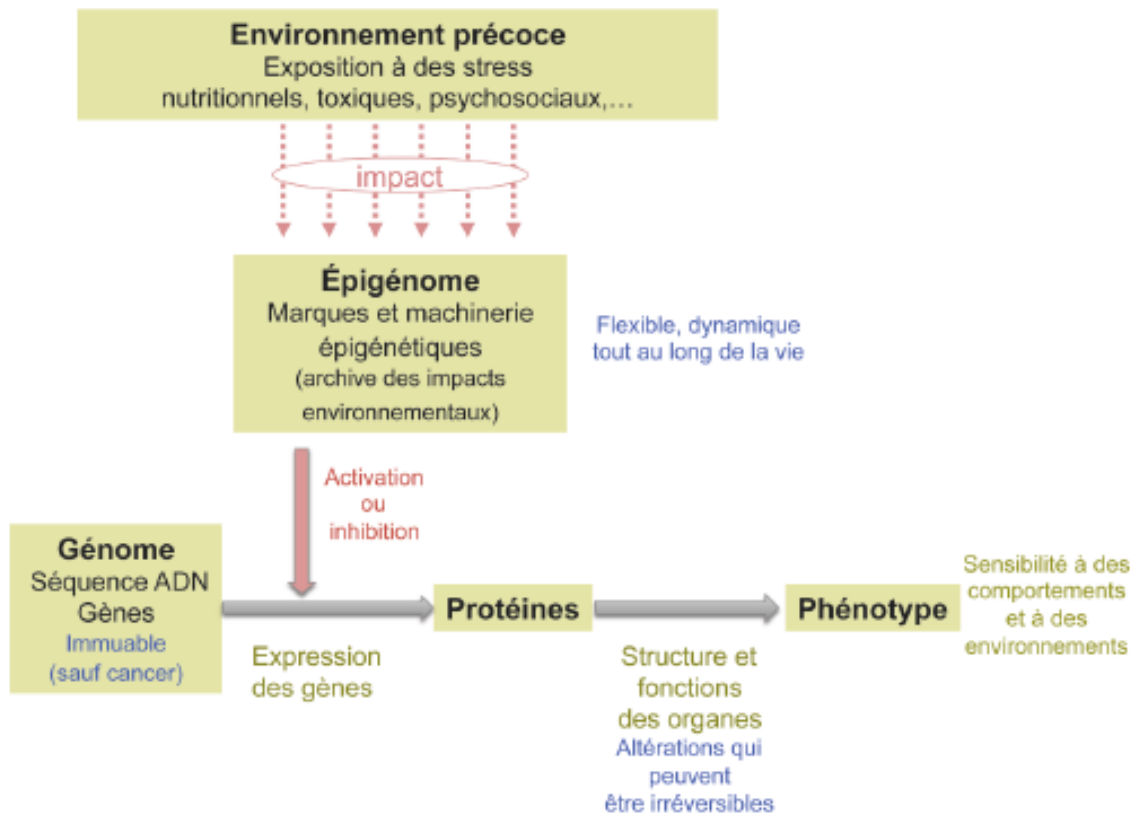 Environnement précoce
Exposition à des stress
nutritionnels, toxiques, psychosociaux,...
impact
Épigénome
Marques et machinerie
épigénétiques
(archive des impacts
environnementaux)
Flexible, dynamique
tout au long de la vie
Activation
ou
inhibition
Génome
Séquence ADN
Gènes
Immuable
(sauf cancer)
Expression
des gènes
Protéines
Structure et
fonctions
des organes
Altérations qui
peuvent
être irréversibles
Phénotype
Sensibilité à des
comportements
et à des
environnements